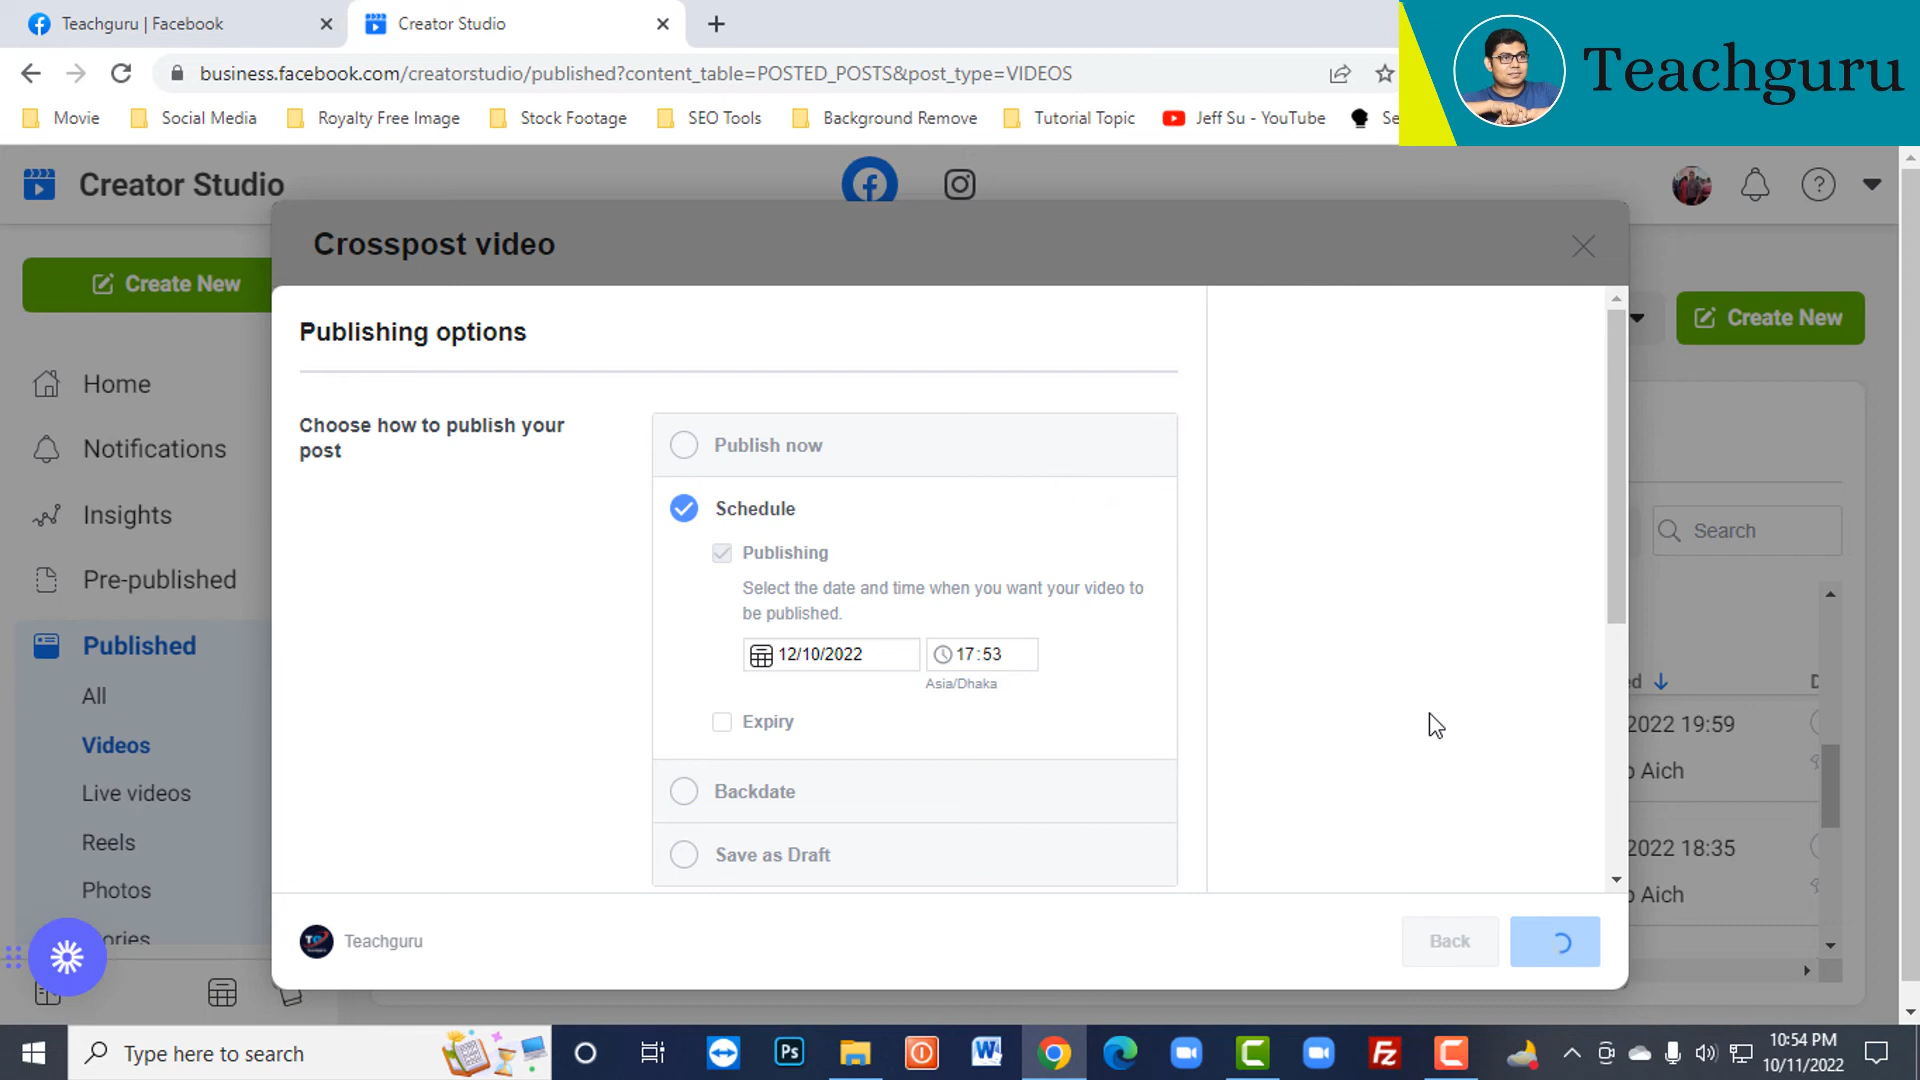 Teachguru | Facebook
Creator Studio
business.facebook.com/creatorstudio/published?content_table=POSTED_POSTS&post_type=VIDEOS
Teachguru
Movie
Social Media
Royalty Free Image
Stock Footage
SEO Tools
Background Remove
Tutorial Topic
Jeff Su - YouTube
Se
Creator Studio
Crosspost video
Create New
Create New
Publishing options
Home
Notifications
Insights
Pre-published
Published
All
Videos
Live videos
Reels
Photos
Choose how to publish your
post
Publish now
Schedule
Publishing
Select the date and time when you want your video to
be published.
12/10/2022
17:53
Asia/Dhaka
Expiry
Backdate
Save as Draft
Search
ed
2022 19:59
o Aich
2022 18:35
o Aich
Teachguru
Back
Type here to search
Ps
10:54 PM
10/11/2022